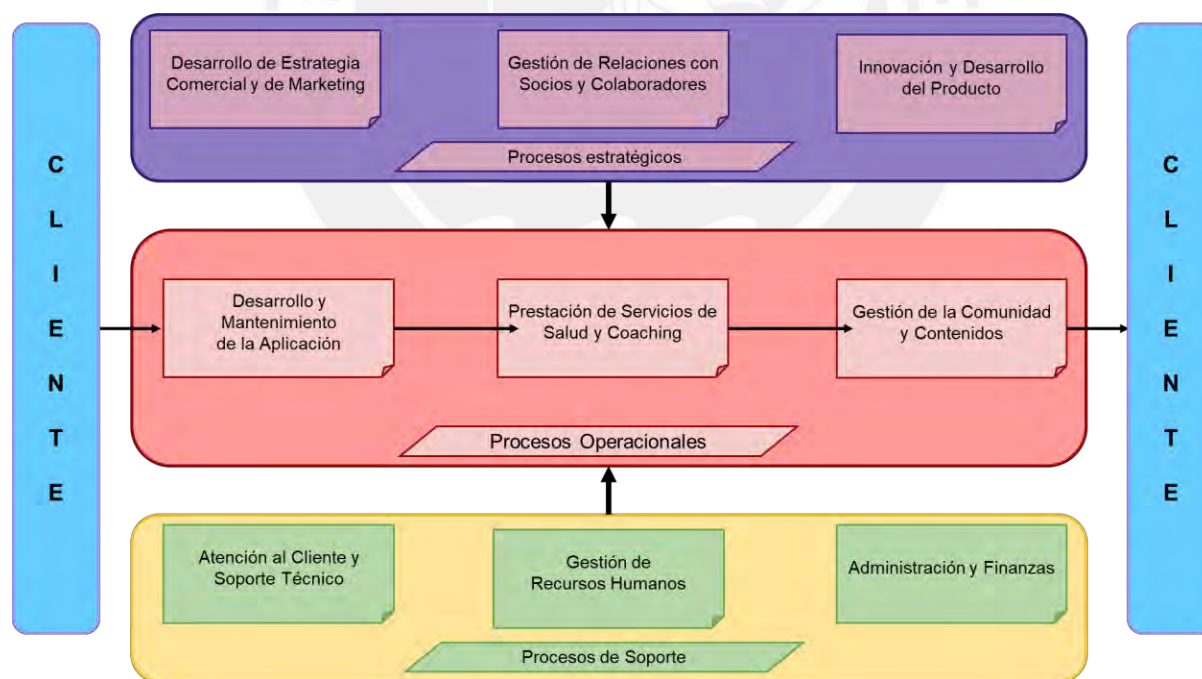 C
L
I
E
N
T
E
Desarrollo de Estrategia
Comercial y de Marketing
Gestión de Relaciones con
Socios y Colaboradores
Innovación y Desarrollo
del Producto
Procesos estratégicos
Desarrollo y
Mantenimiento
de la Aplicación
Prestación de Servicios de
Salud y Coaching
Gestión de la Comunidad
y Contenidos
Procesos Operacionales
Atención al Cliente y
Soporte Técnico
Gestión de
Recursos Humanos
Administración y Finanzas
Procesos de Soporte
C
L
I
E
N
T
E